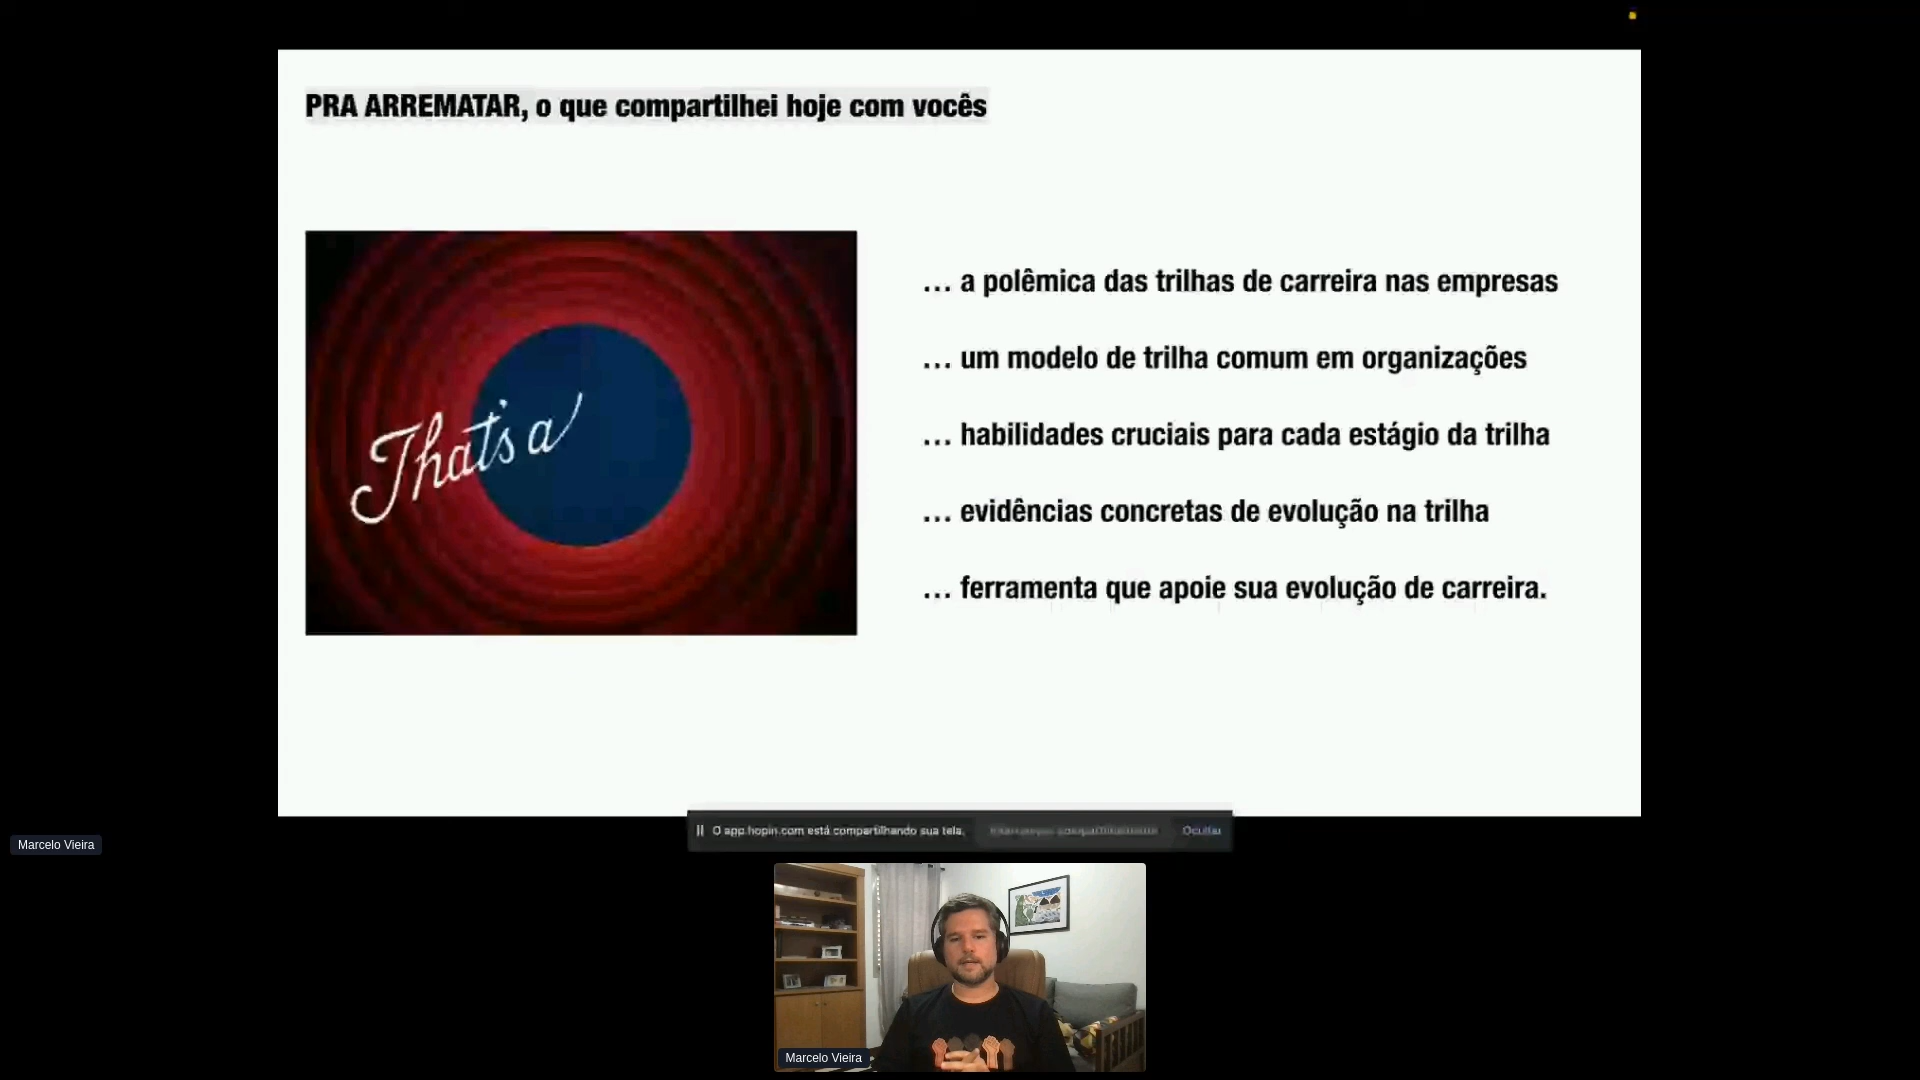 PRA ARREMATAR, o que compartilhei hoje com vocês
That's a
… a polêmica das trilhas de carreira nas empresas
… um modelo de trilha comum em organizações
… habilidades cruciais para cada estágio da trilha
… evidências concretas de evolução na trilha
… ferramenta que apoie sua evolução de carreira.
O app.hopin.com está compartilhando sua tela.
Ocultar
Marcelo Vieira
Marcelo Vieira